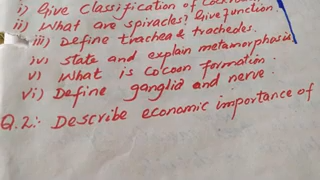 i) Give Classification of
ii) What are spiracles? Give function.
iii) Define trachea & trachedes.
iv) state and explain metamorphosis
v) What is cocoon formation.
vi) Define ganglia and nerve.
Q.2:- Describe economic importance of